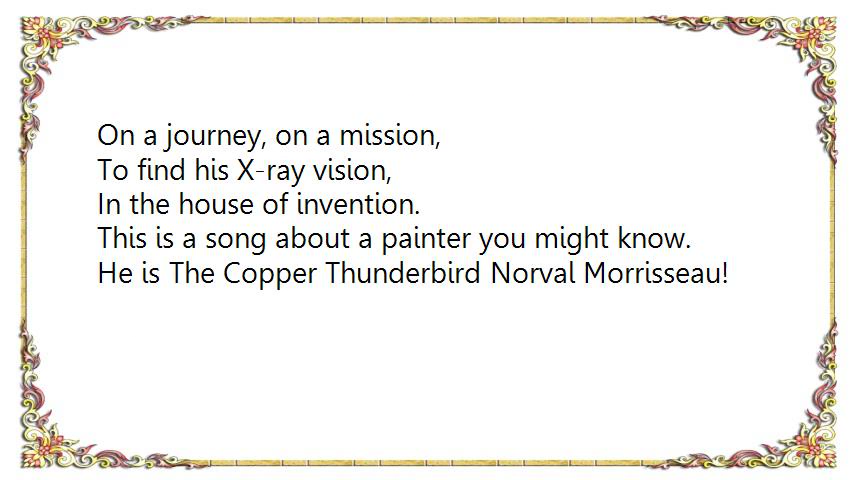 On a journey, on a mission,
To find his X-ray vision,
In the house of invention.
This is a song about a painter you might know.
He is The Copper Thunderbird Norval Morrisseau!